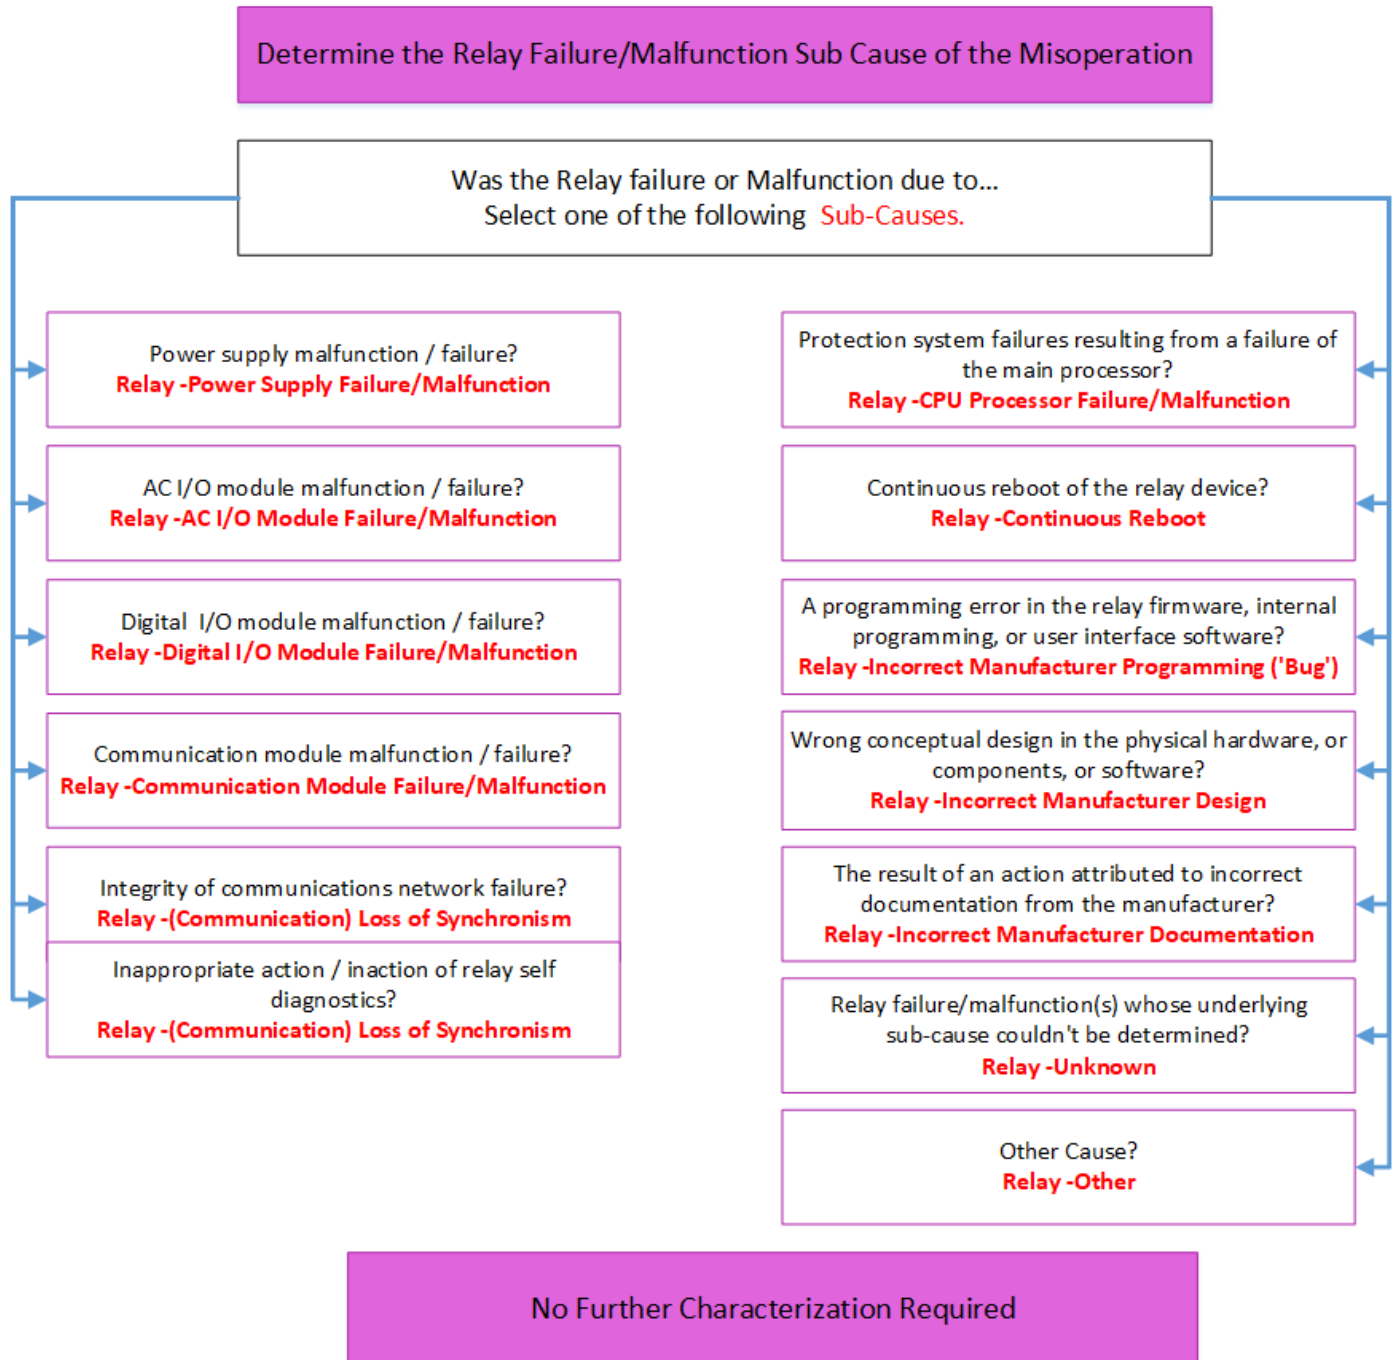 Determine the Relay Failure/Malfunction Sub Cause of the Misoperation
Was the Relay failure or Malfunction due to...
Select one of the following Sub-Causes.
Power supply malfunction / failure?
Relay -Power Supply Failure/Malfunction
AC I/O module malfunction / failure?
Relay -AC I/O Module Failure/Malfunction
Digital I/O module malfunction / failure?
Relay -Digital I/O Module Failure/Malfunction
Communication module malfunction / failure?
Relay -Communication Module Failure/Malfunction
Integrity of communications network failure?
Relay -(Communication) Loss of Synchronism
Inappropriate action / inaction of relay self
diagnostics?
Relay -(Communication) Loss of Synchronism
Protection system failures resulting from a failure of
the main processor?
Relay -CPU Processor Failure/Malfunction
Continuous reboot of the relay device?
Relay -Continuous Reboot
A programming error in the relay firmware, internal
programming, or user interface software?
Relay -Incorrect Manufacturer Programming ('Bug')
Wrong conceptual design in the physical hardware, or
components, or software?
Relay -Incorrect Manufacturer Design
The result of an action attributed to incorrect
documentation from the manufacturer?
Relay -Incorrect Manufacturer Documentation
Relay failure/malfunction(s) whose underlying
sub-cause couldn't be determined?
Relay -Unknown
Other Cause?
Relay -Other
No Further Characterization Required